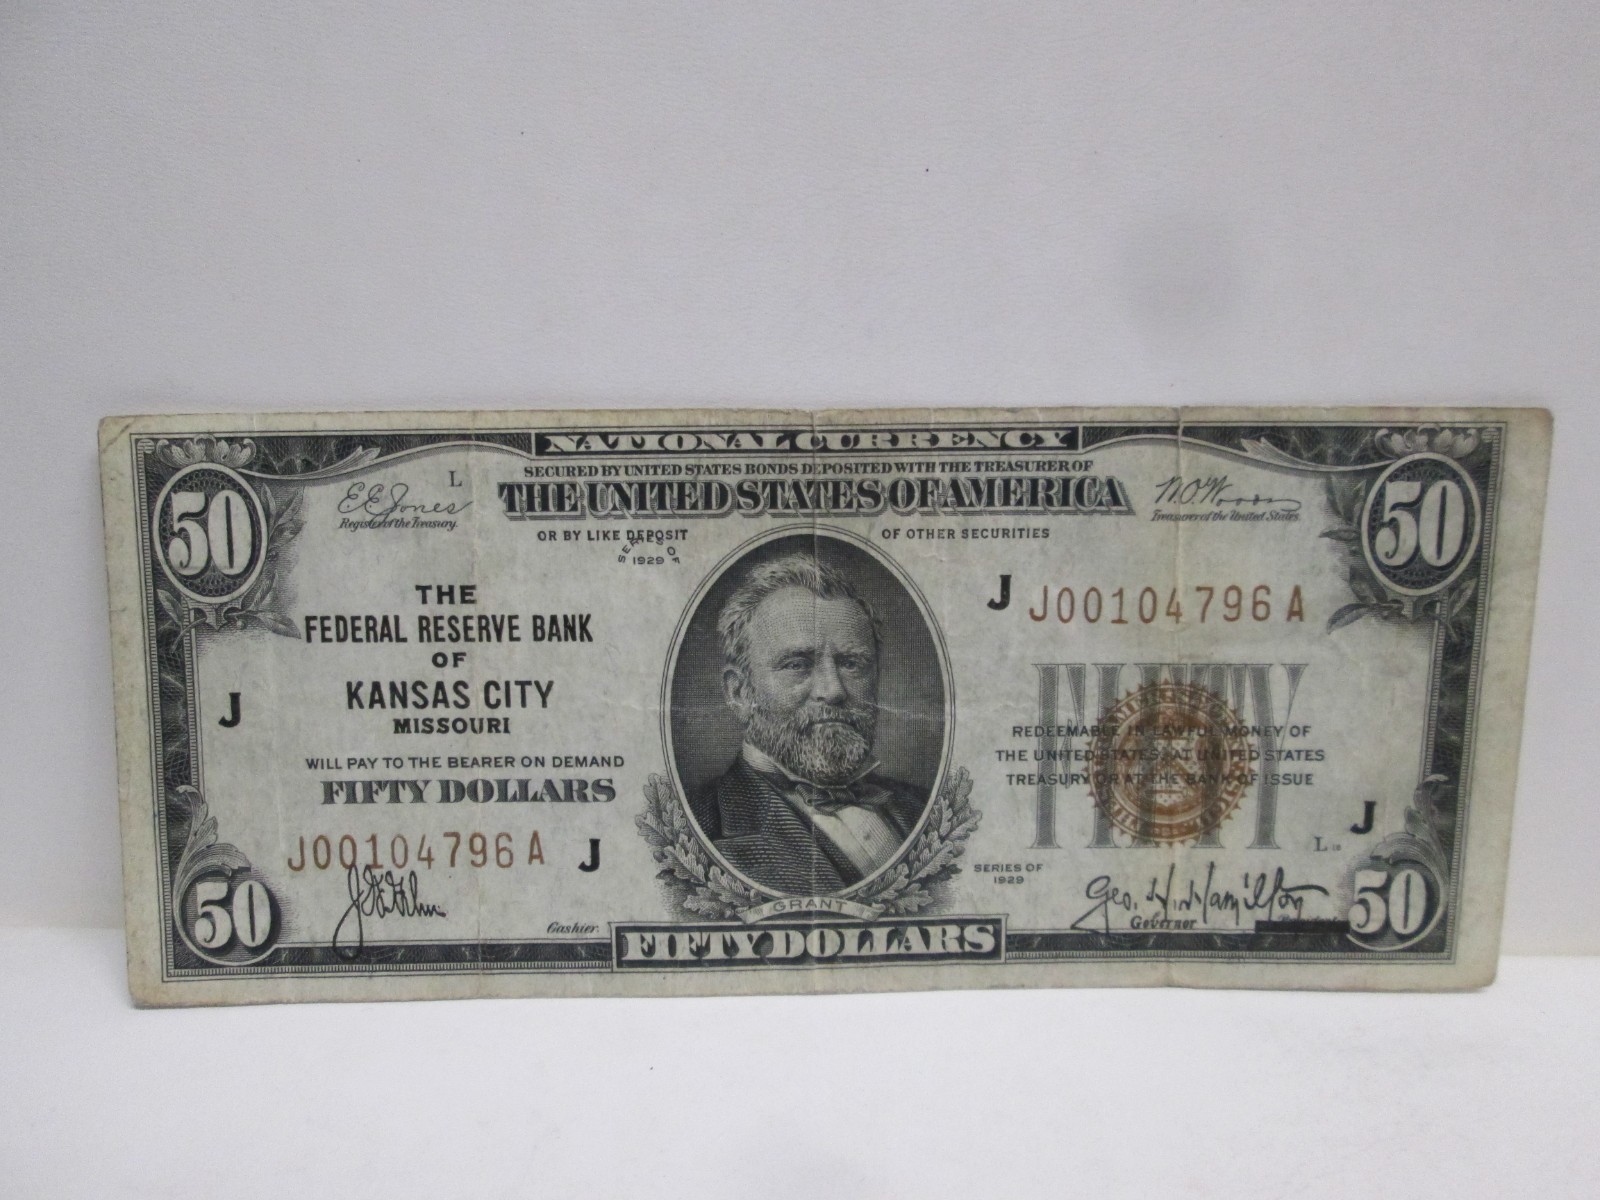 NATIONAL CURRENCY
SECURED BY UNITED STATES BONDS DEPOSITED WITH THE TREASURER OF
THE UNITED STATES OF AMERICA
OR BY LIKE DEPOSIT OF OTHER SECURITIES
50
L
E.E. Jones
Register of the Treasury.
W.O. Woods
Treasurer of the United States.
50
SERIES OF
1929
THE
FEDERAL RESERVE BANK
OF
KANSAS CITY
MISSOURI
J
WILL PAY TO THE BEARER ON DEMAND
FIFTY DOLLARS
J00104796A J
J J00104796A
FIFTY
REDEEMABLE IN LAWFUL MONEY OF
THE UNITED STATES AT UNITED STATES
TREASURY OR AT THE BANK OF ISSUE
J
L
SERIES OF
1929
GRANT
50
Cashier.
FIFTY DOLLARS
Geo. H. Hamilton
Governor
50